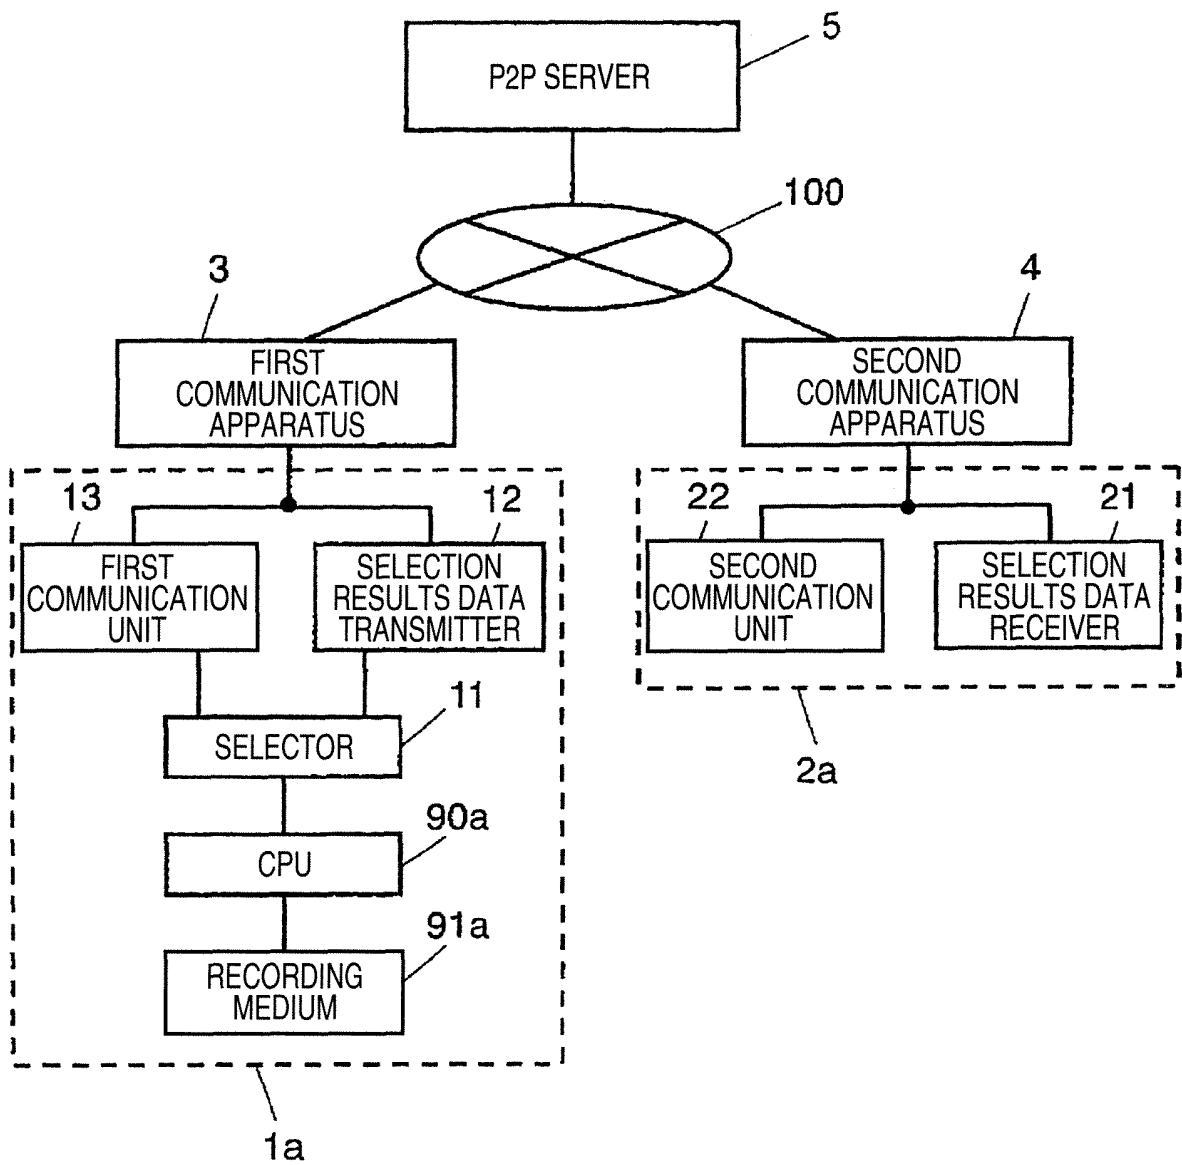 5
P2P SERVER
100
3
4
FIRST
COMMUNICATION
APPARATUS
SECOND
COMMUNICATION
APPARATUS
13
12
22
21
FIRST
COMMUNICATION
UNIT
SELECTION
RESULTS DATA
TRANSMITTER
SECOND
COMMUNICATION
UNIT
SELECTION
RESULTS DATA
RECEIVER
11
SELECTOR
2a
90a
CPU
91a
RECORDING
MEDIUM
1a